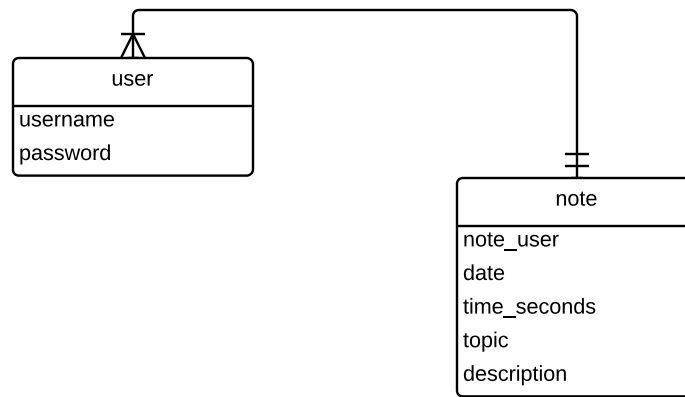 user
username
password
note
note_user
date
time_seconds
topic
description